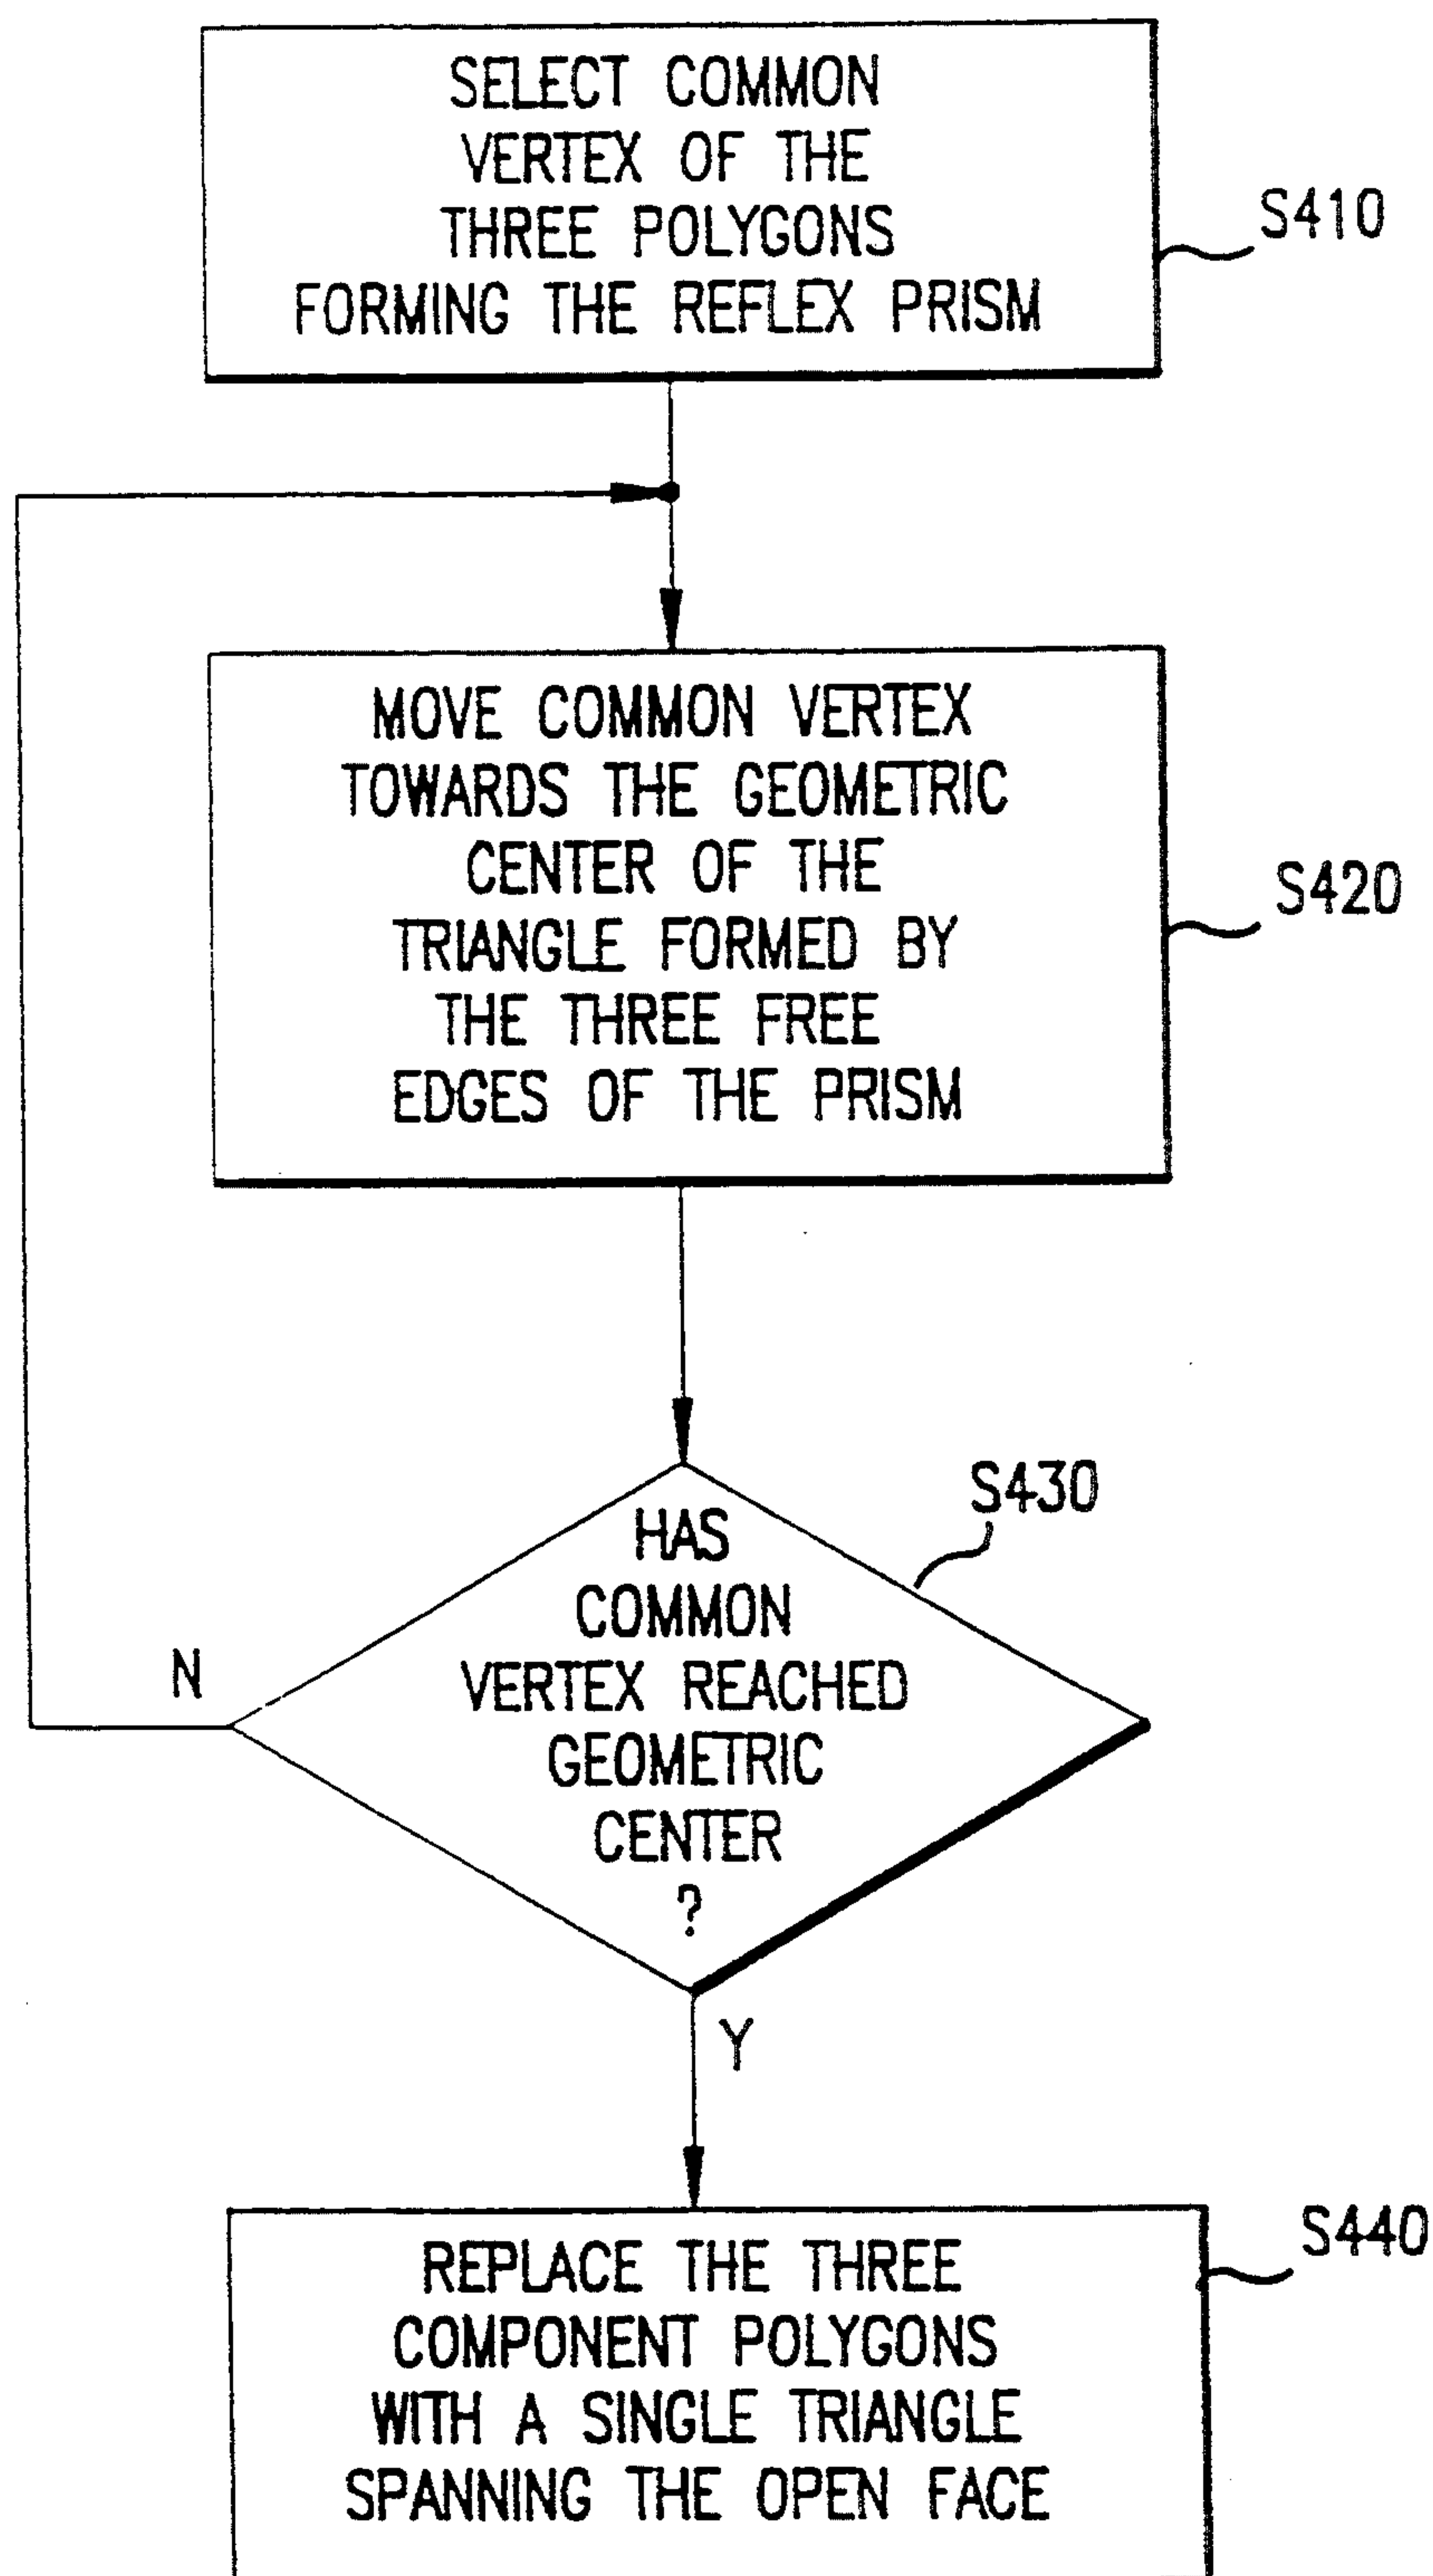 SELECT COMMON
VERTEX OF THE
THREE POLYGONS
FORMING THE REFLEX PRISM
S410
MOVE COMMON VERTEX
TOWARDS THE GEOMETRIC
CENTER OF THE
TRIANGLE FORMED BY
THE THREE FREE
EDGES OF THE PRISM
S420
S430
HAS
COMMON
VERTEX REACHED
GEOMETRIC
CENTER
?
N
Y
REPLACE THE THREE
COMPONENT POLYGONS
WITH A SINGLE TRIANGLE
SPANNING THE OPEN FACE
S440